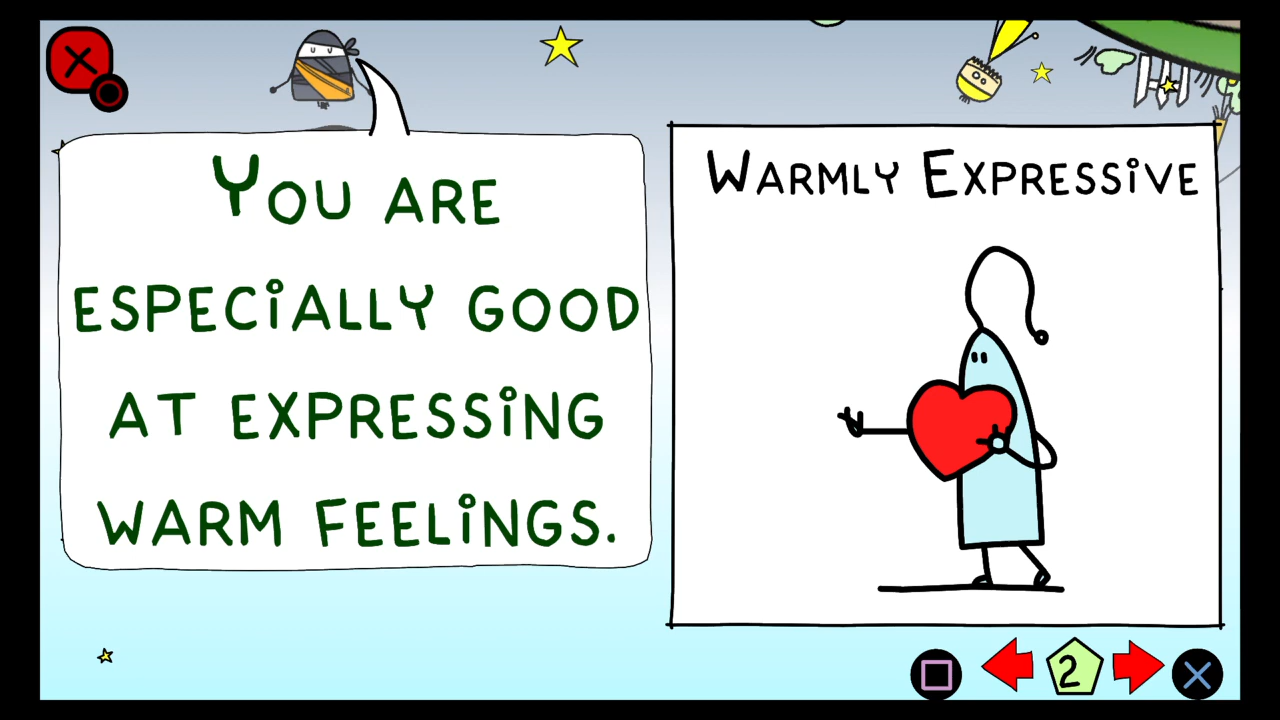 You are
especially good
at expressing
warm feelings.
Warmly Expressive
2